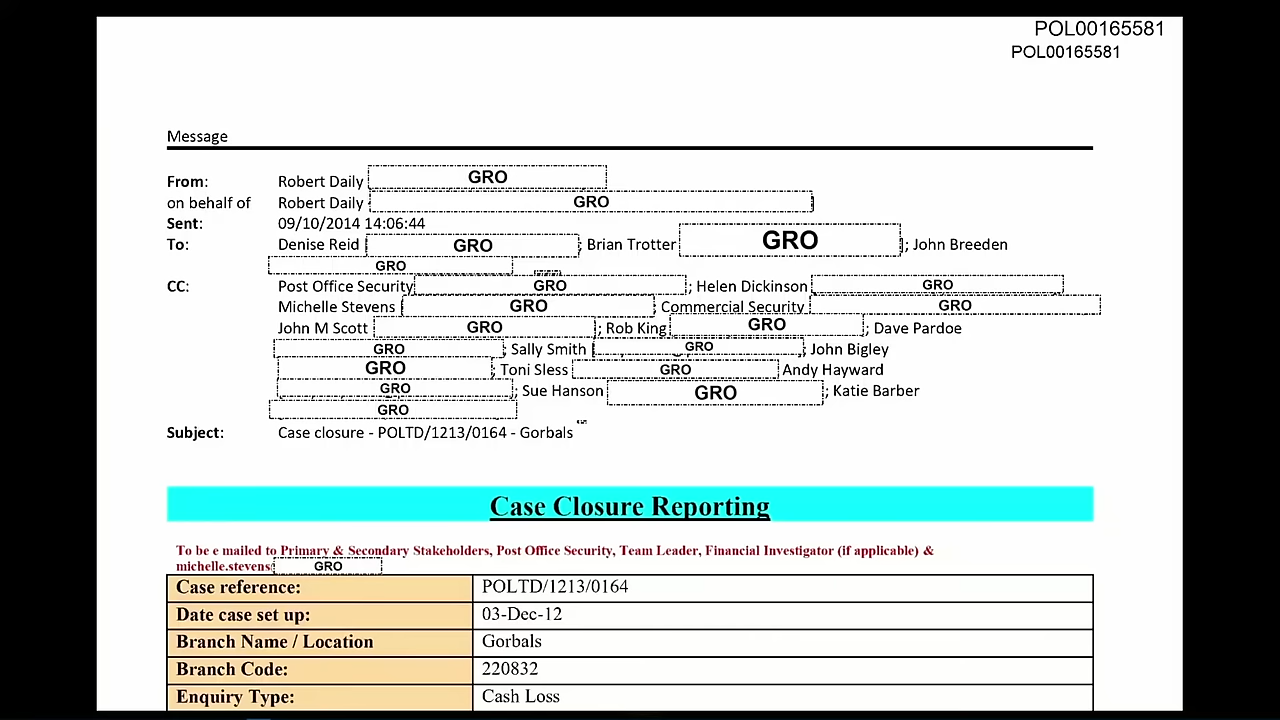 POL00165581
POL00165581
Message
From: Robert Daily GRO
on behalf of Robert Daily GRO
Sent: 09/10/2014 14:06:44
To: Denise Reid GRO ; Brian Trotter GRO ; John Breeden
GRO
CC: Post Office Security GRO ; Helen Dickinson GRO
Michelle Stevens GRO ; Commercial Security GRO
John M Scott GRO ; Rob King GRO ; Dave Pardoe
GRO ; Sally Smith GRO ; John Bigley
GRO ; Toni Sless GRO Andy Hayward
GRO ; Sue Hanson GRO ; Katie Barber
GRO
Subject: Case closure - POLTD/1213/0164 - Gorbals
Case Closure Reporting
To be e mailed to Primary & Secondary Stakeholders, Post Office Security, Team Leader, Financial Investigator (if applicable) &
michelle.stevens GRO
Case reference: POLTD/1213/0164
Date case set up: 03-Dec-12
Branch Name / Location Gorbals
Branch Code: 220832
Enquiry Type: Cash Loss